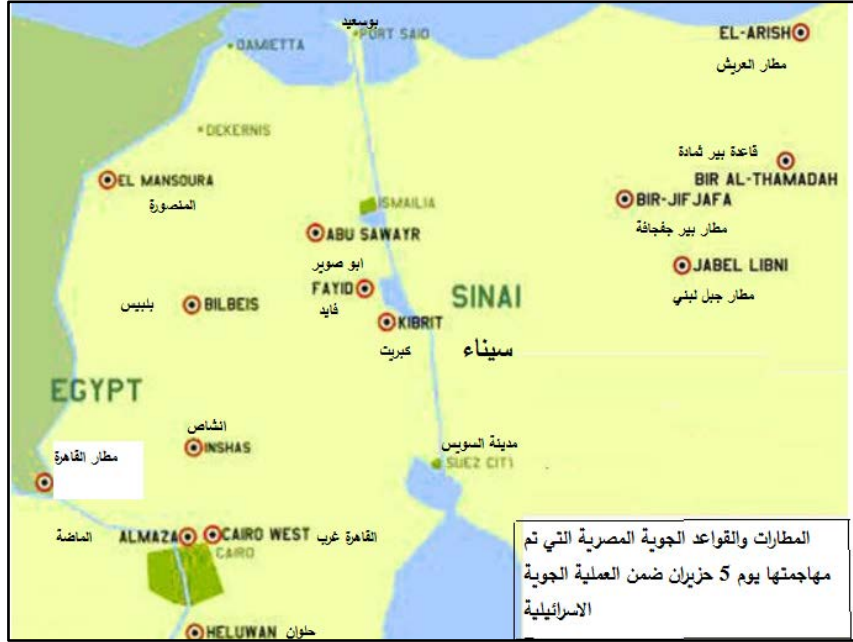 بوسعيد
PORT SAID
DAMIETTA
EL-ARISH
مطار العريش
DEKERNIS
قاعدة بير ثمادة
BIR AL-THAMADAH
EL MANSOURA
المنصورة
BIR-JIFJAFA
مطار بير جفجافة
ISMAILIA
ABU SAWAYR
ابو صوير
JABEL LIBNI
مطار جبل لبني
FAYID
فايد
SINAI
سيناء
بلبيس
BILBEIS
KIBRIT
كبريت
EGYPT
انشاص
INSHAS
مطار القاهرة
مدينة السويس
SUEZ CITY
الماضة
ALMAZA
CAIRO WEST
القاهرة غرب
CAIRO
HELUWAN
حلوان
المطارات والقواعد الجوية المصرية التي تم
مهاجمتها يوم 5 حزيران ضمن العملية الجوية
الاسرائيلية